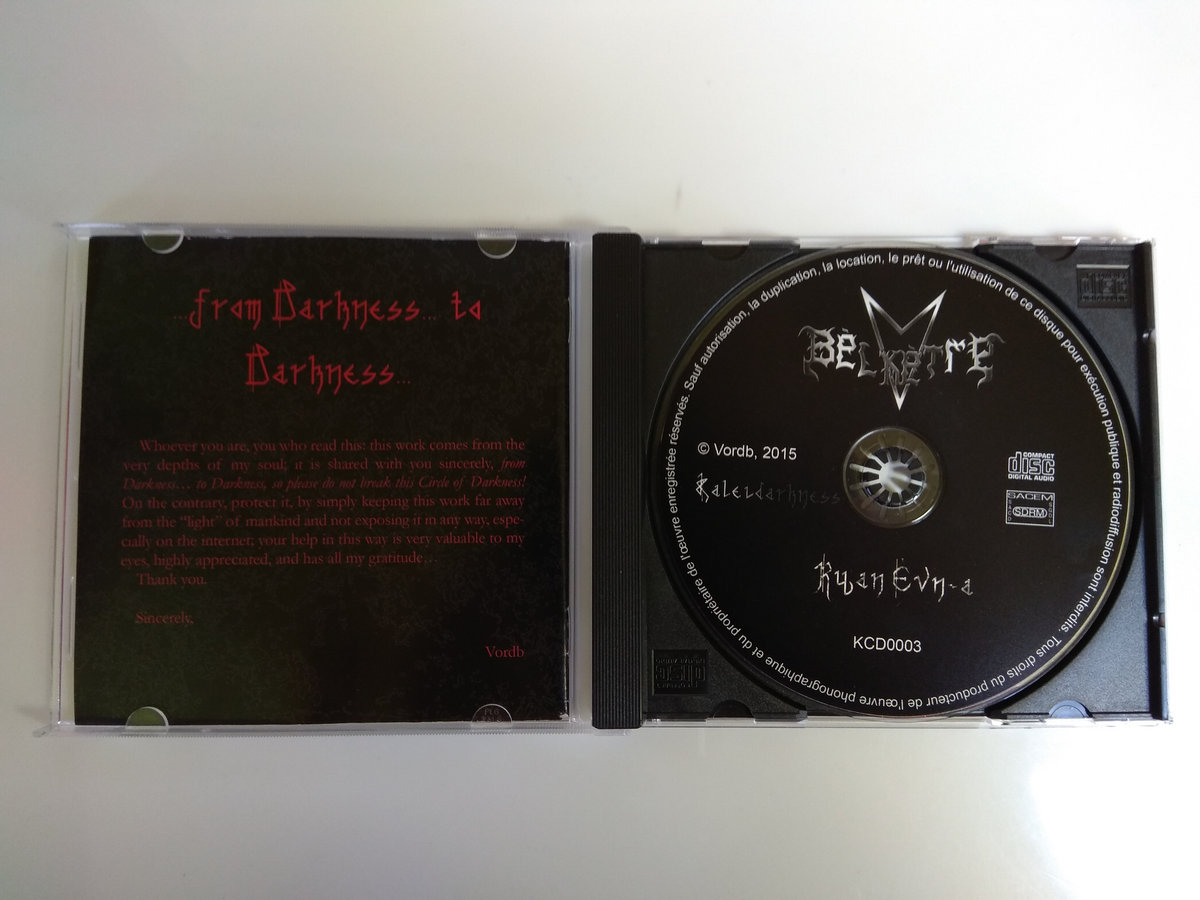 ...from Darkness... to
Darkness...
Whoever you are, you who read this: this work comes from the
very depths of my soul; it is shared with you sincerely, from
Darkness… to Darkness, so please do not break this Circle of Darkness!
On the contrary, protect it, by simply keeping this work far away
from the “light” of mankind and not exposing it in any way, espe-
cially on the internet; your help in this way is very valuable to my
eyes, highly appreciated, and has all my gratitude…
Thank you.
Sincerely,
Vordb
Tous droits du producteur de l'œuvre phonographique et du propriétaire de l'œuvre enregistrée réservés. Sauf autorisation, la duplication, la location, le prêt ou l'utilisation de ce disque pour exécution publique et radiodiffusion sont interdits.
BÈLKÈTRE
© Vordb, 2015
Kaleidarkness
COMPACT
disc
DIGITAL AUDIO
SACEM
SDRM
SACD
Kyan Evn-a
KCD0003